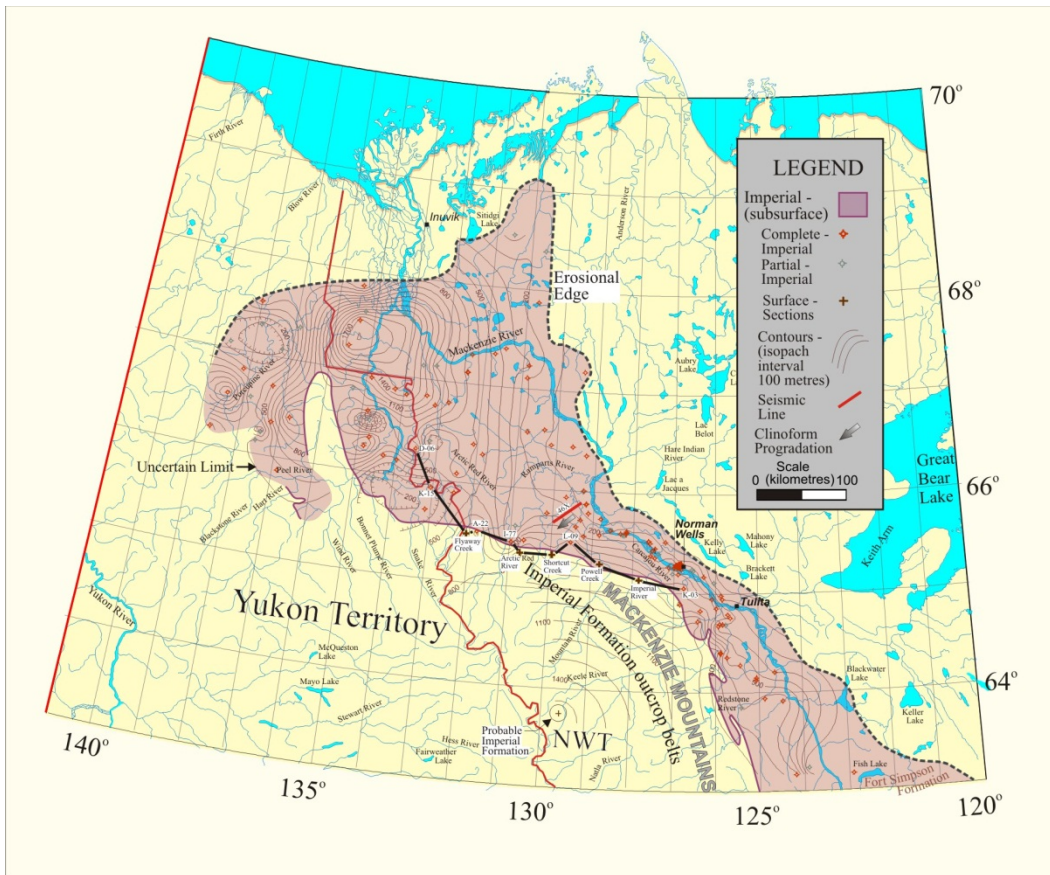 70°
LEGEND
Imperial -
(subsurface)
Complete -
Imperial
Partial -
Imperial
Surface -
Sections
Contours -
(isopach
interval
100 metres)
Seismic
Line
Clinoform
Progradation
Scale
0 (kilometres) 100
Firth River
Blow River
Inuvik
Sitidgi
Lake
Anderson River
Erosional
Edge
68°
Mackenzie River
Porcupine River
Aubry
Lake
Lac
Belot
Hare Indian
River
Lac a
Jacques
Great
Bear
Lake
66°
Keith Arm
Uncertain Limit
Peel River
Hart River
Blackstone River
Wind River
Bonnet Plume River
Snake
River
Arctic Red River
Ramparts River
D-06
K-15
A-22
Flyaway
Creek
I-77
Arctic Red
River
Shortcut
Creek
L-09
Powell
Creek
Imperial
River
K-03
Norman
Wells
Kelly
Lake
Mahony
Lake
Brackett
Lake
Tulita
Yukon River
Yukon Territory
Imperial Formation outcrop belts
MACKENZIE MOUNTAINS
Mountain River
Keele River
Redstone
River
64°
McQueston
Lake
Mayo Lake
Stewart River
Hess River
Fairweather
Lake
Probable
Imperial
Formation
NWT
Natla River
Blackwater
Lake
Keller
Lake
Fish Lake
Fort Simpson
Formation
140°
135°
130°
125°
120°